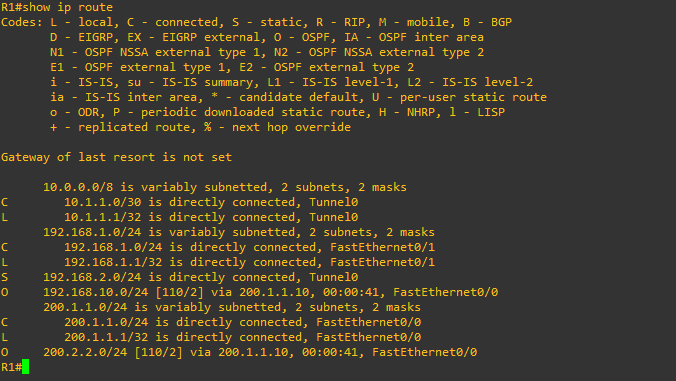 R1#show ip route
Codes: L - local, C - connected, S - static, R - RIP, M - mobile, B - BGP
       D - EIGRP, EX - EIGRP external, O - OSPF, IA - OSPF inter area
       N1 - OSPF NSSA external type 1, N2 - OSPF NSSA external type 2
       E1 - OSPF external type 1, E2 - OSPF external type 2
       i - IS-IS, su - IS-IS summary, L1 - IS-IS level-1, L2 - IS-IS level-2
       ia - IS-IS inter area, * - candidate default, U - per-user static route
       o - ODR, P - periodic downloaded static route, H - NHRP, l - LISP
       + - replicated route, % - next hop override

Gateway of last resort is not set

      10.0.0.0/8 is variably subnetted, 2 subnets, 2 masks
C        10.1.1.0/30 is directly connected, Tunnel0
L        10.1.1.1/32 is directly connected, Tunnel0
      192.168.1.0/24 is variably subnetted, 2 subnets, 2 masks
C        192.168.1.0/24 is directly connected, FastEthernet0/1
L        192.168.1.1/32 is directly connected, FastEthernet0/1
S     192.168.2.0/24 is directly connected, Tunnel0
O     192.168.10.0/24 [110/2] via 200.1.1.10, 00:00:41, FastEthernet0/0
      200.1.1.0/24 is variably subnetted, 2 subnets, 2 masks
C        200.1.1.0/24 is directly connected, FastEthernet0/0
L        200.1.1.1/32 is directly connected, FastEthernet0/0
O     200.2.2.0/24 [110/2] via 200.1.1.10, 00:00:41, FastEthernet0/0
R1#